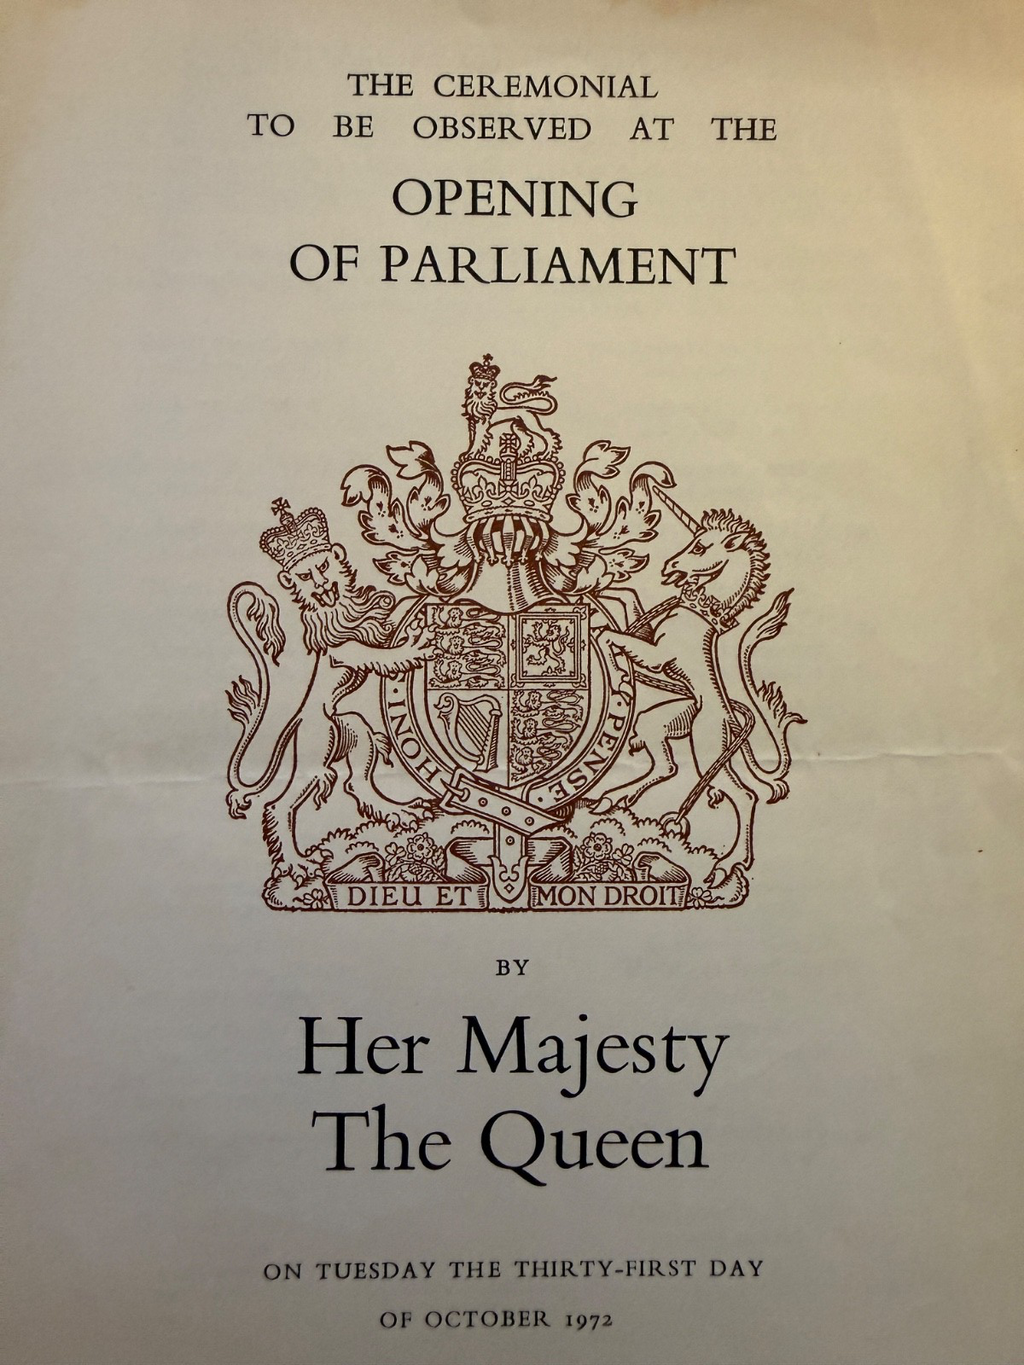 THE CEREMONIAL
TO BE OBSERVED AT THE
OPENING
OF PARLIAMENT
· HONI
· PENSE ·
DIEU ET MON DROIT
BY
Her Majesty
The Queen
ON TUESDAY THE THIRTY-FIRST DAY
OF OCTOBER 1972